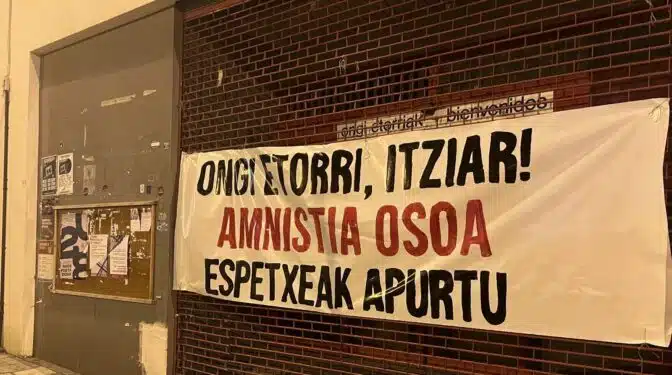 ongi etorriak - bienvenidos
ONGI ETORRI, ITZIAR!
AMNISTIA OSOA
ESPETXEAK APURTU